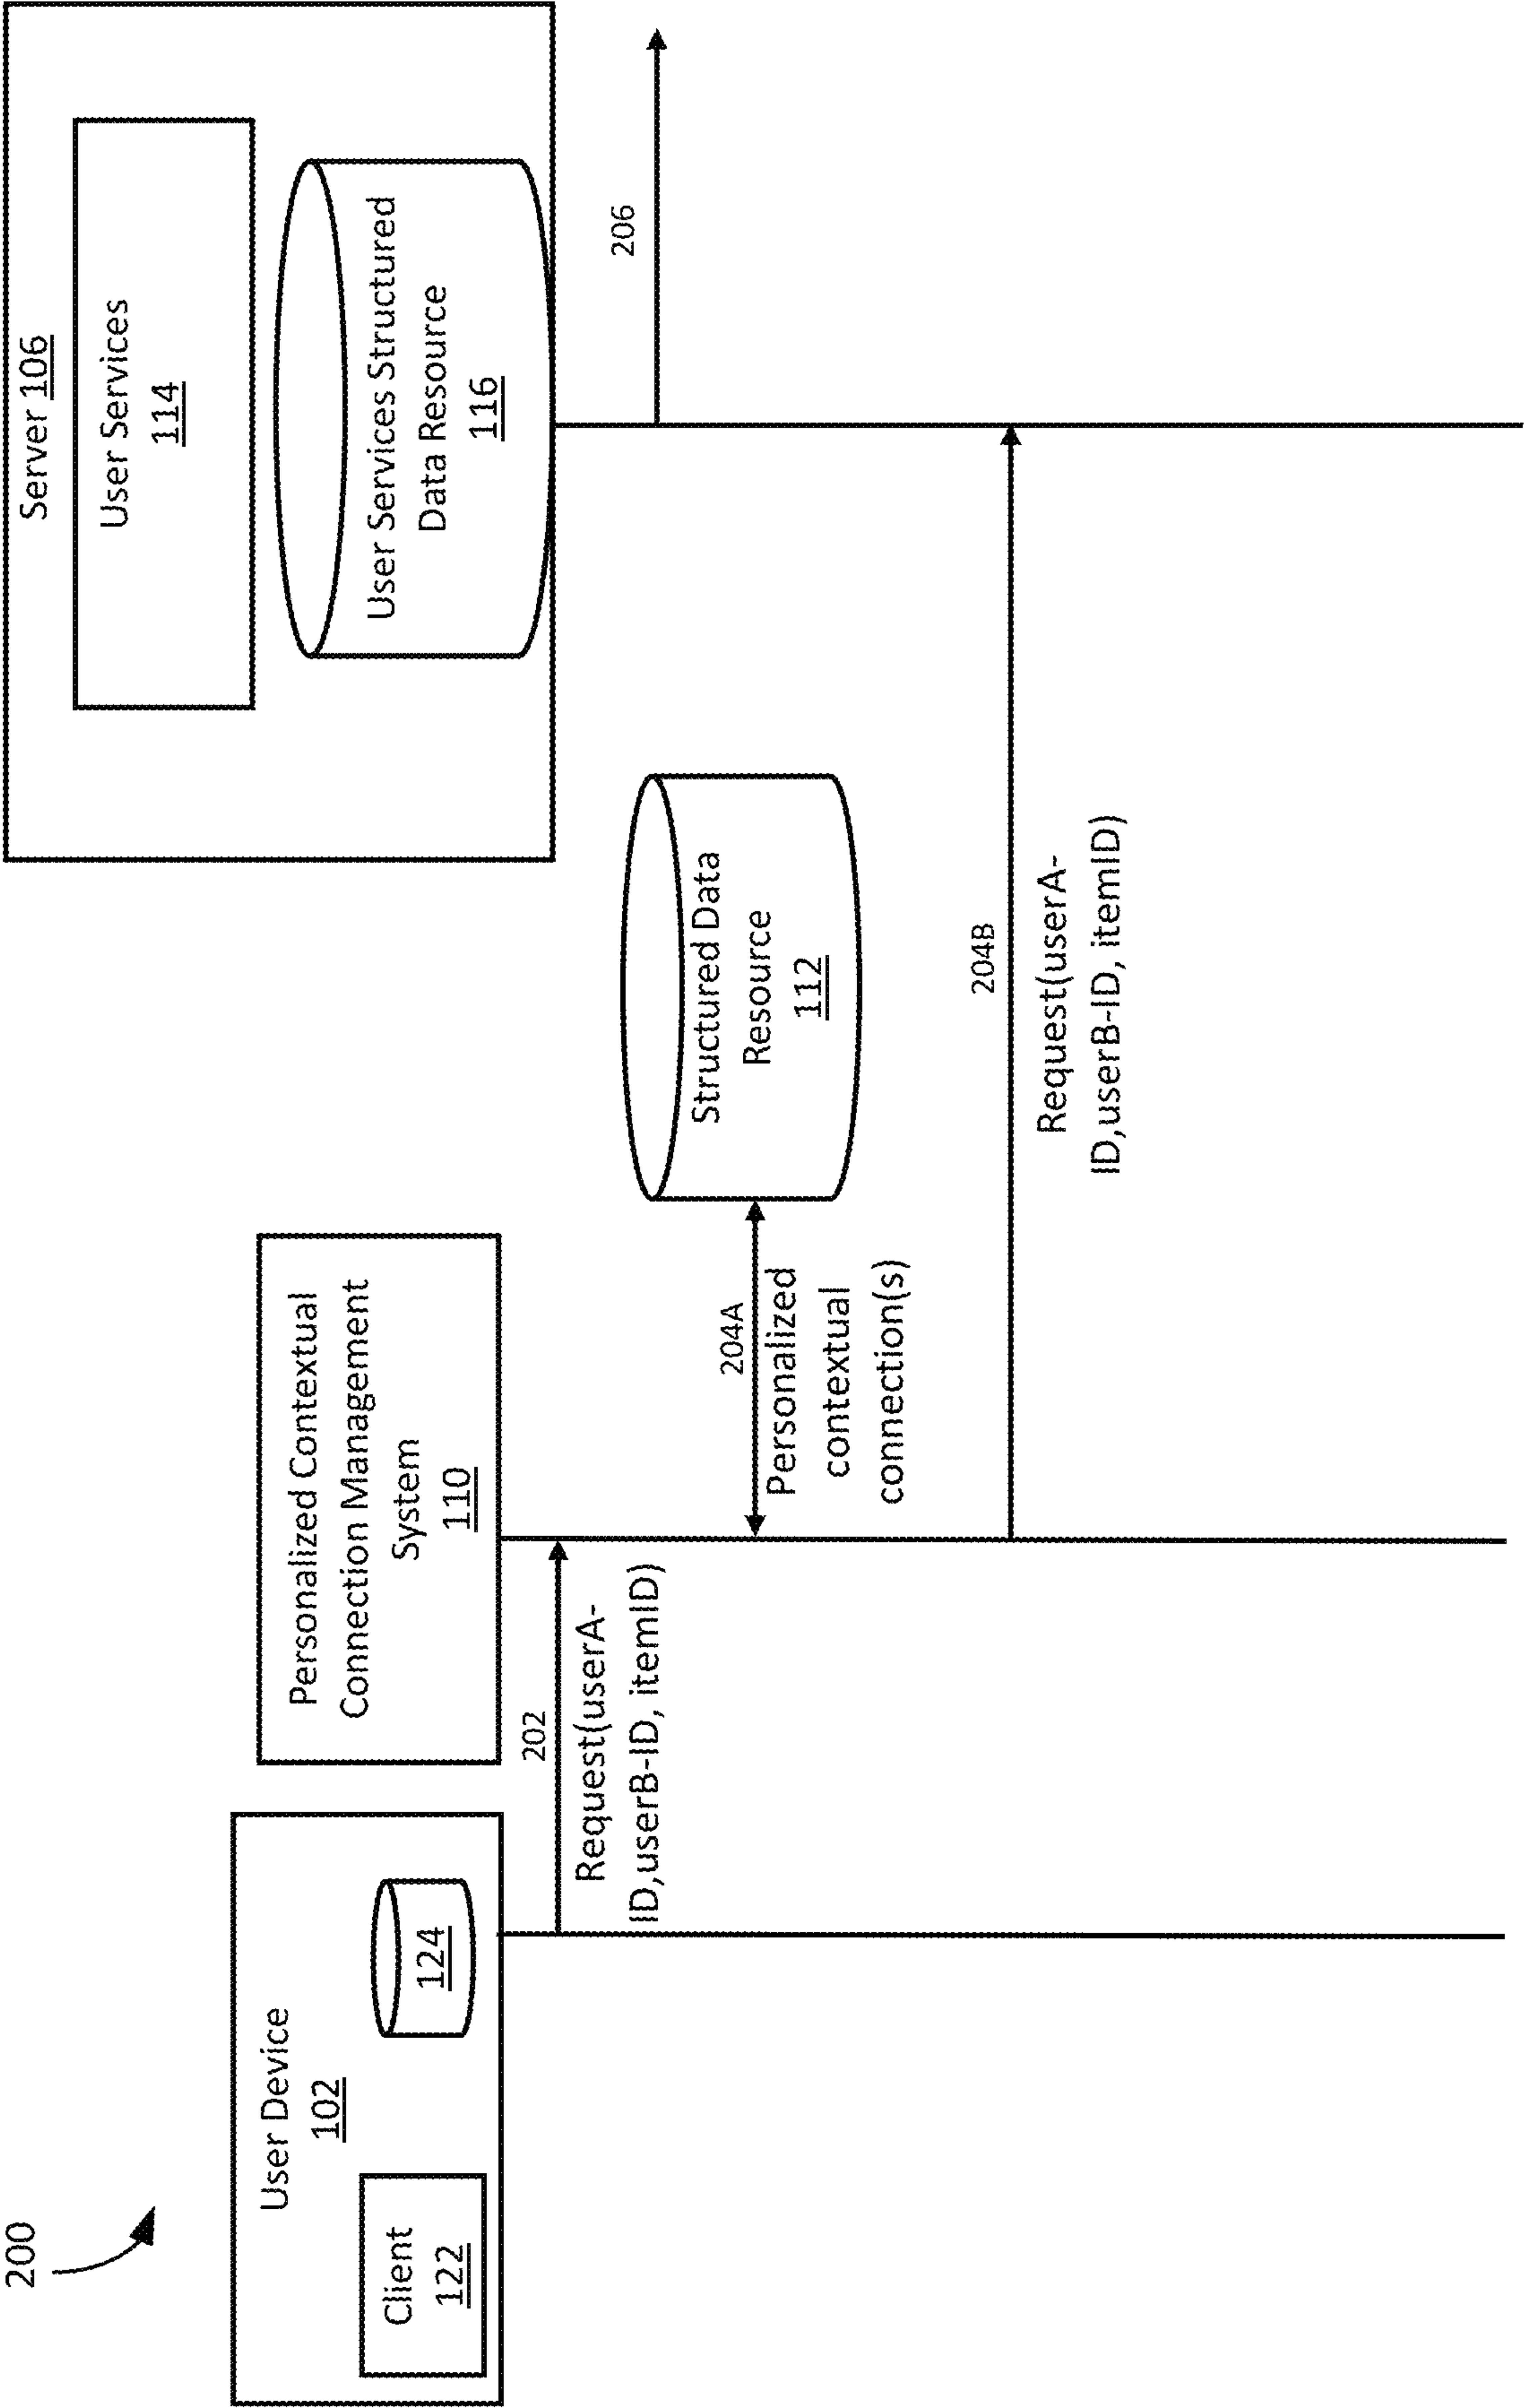 200
User Device
102
Client
122
124
Personalized Contextual
Connection Management
System
110
Server 106
User Services
114
User Services Structured
Data Resource
116
Structured Data
Resource
112
202
Request(userA-
ID,userB-ID, itemID)
204A
Personalized
contextual
connection(s)
204B
Request(userA-
ID,userB-ID, itemID)
206